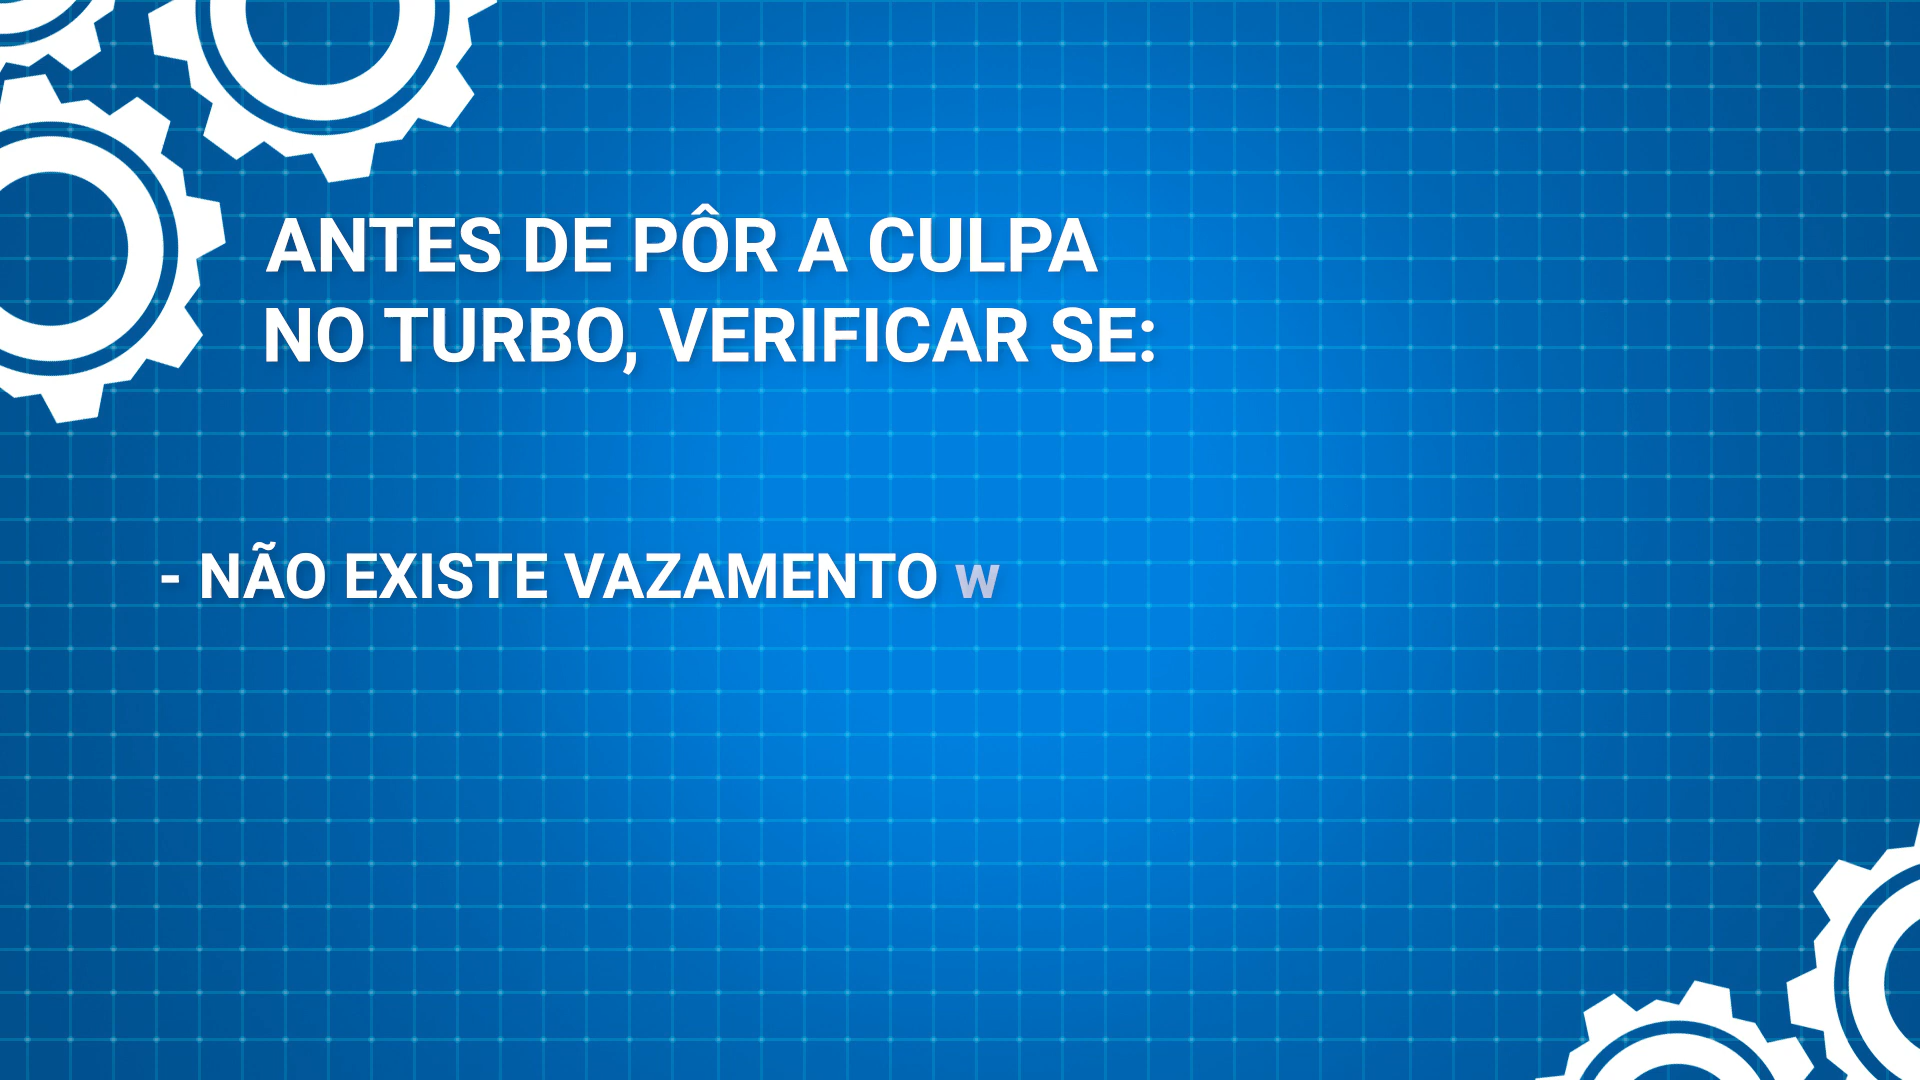 ANTES DE PÔR A CULPA
NO TURBO, VERIFICAR SE:
- NÃO EXISTE VAZAMENTO w